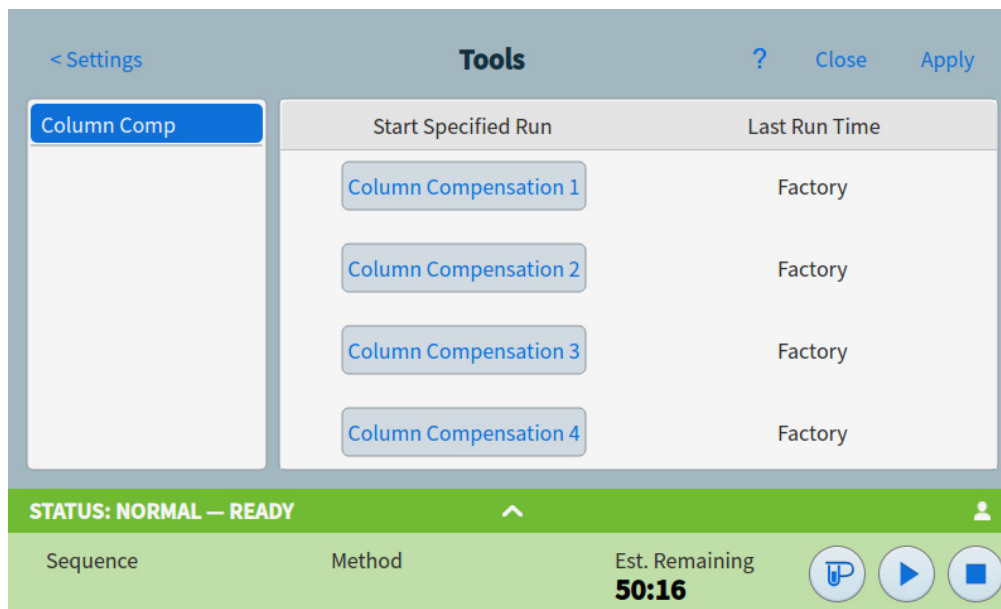 < Settings
Tools
?
Close
Apply
Column Comp
Start Specified Run
Last Run Time
Column Compensation 1
Factory
Column Compensation 2
Factory
Column Compensation 3
Factory
Column Compensation 4
Factory
STATUS: NORMAL — READY
Sequence
Method
Est. Remaining
50:16